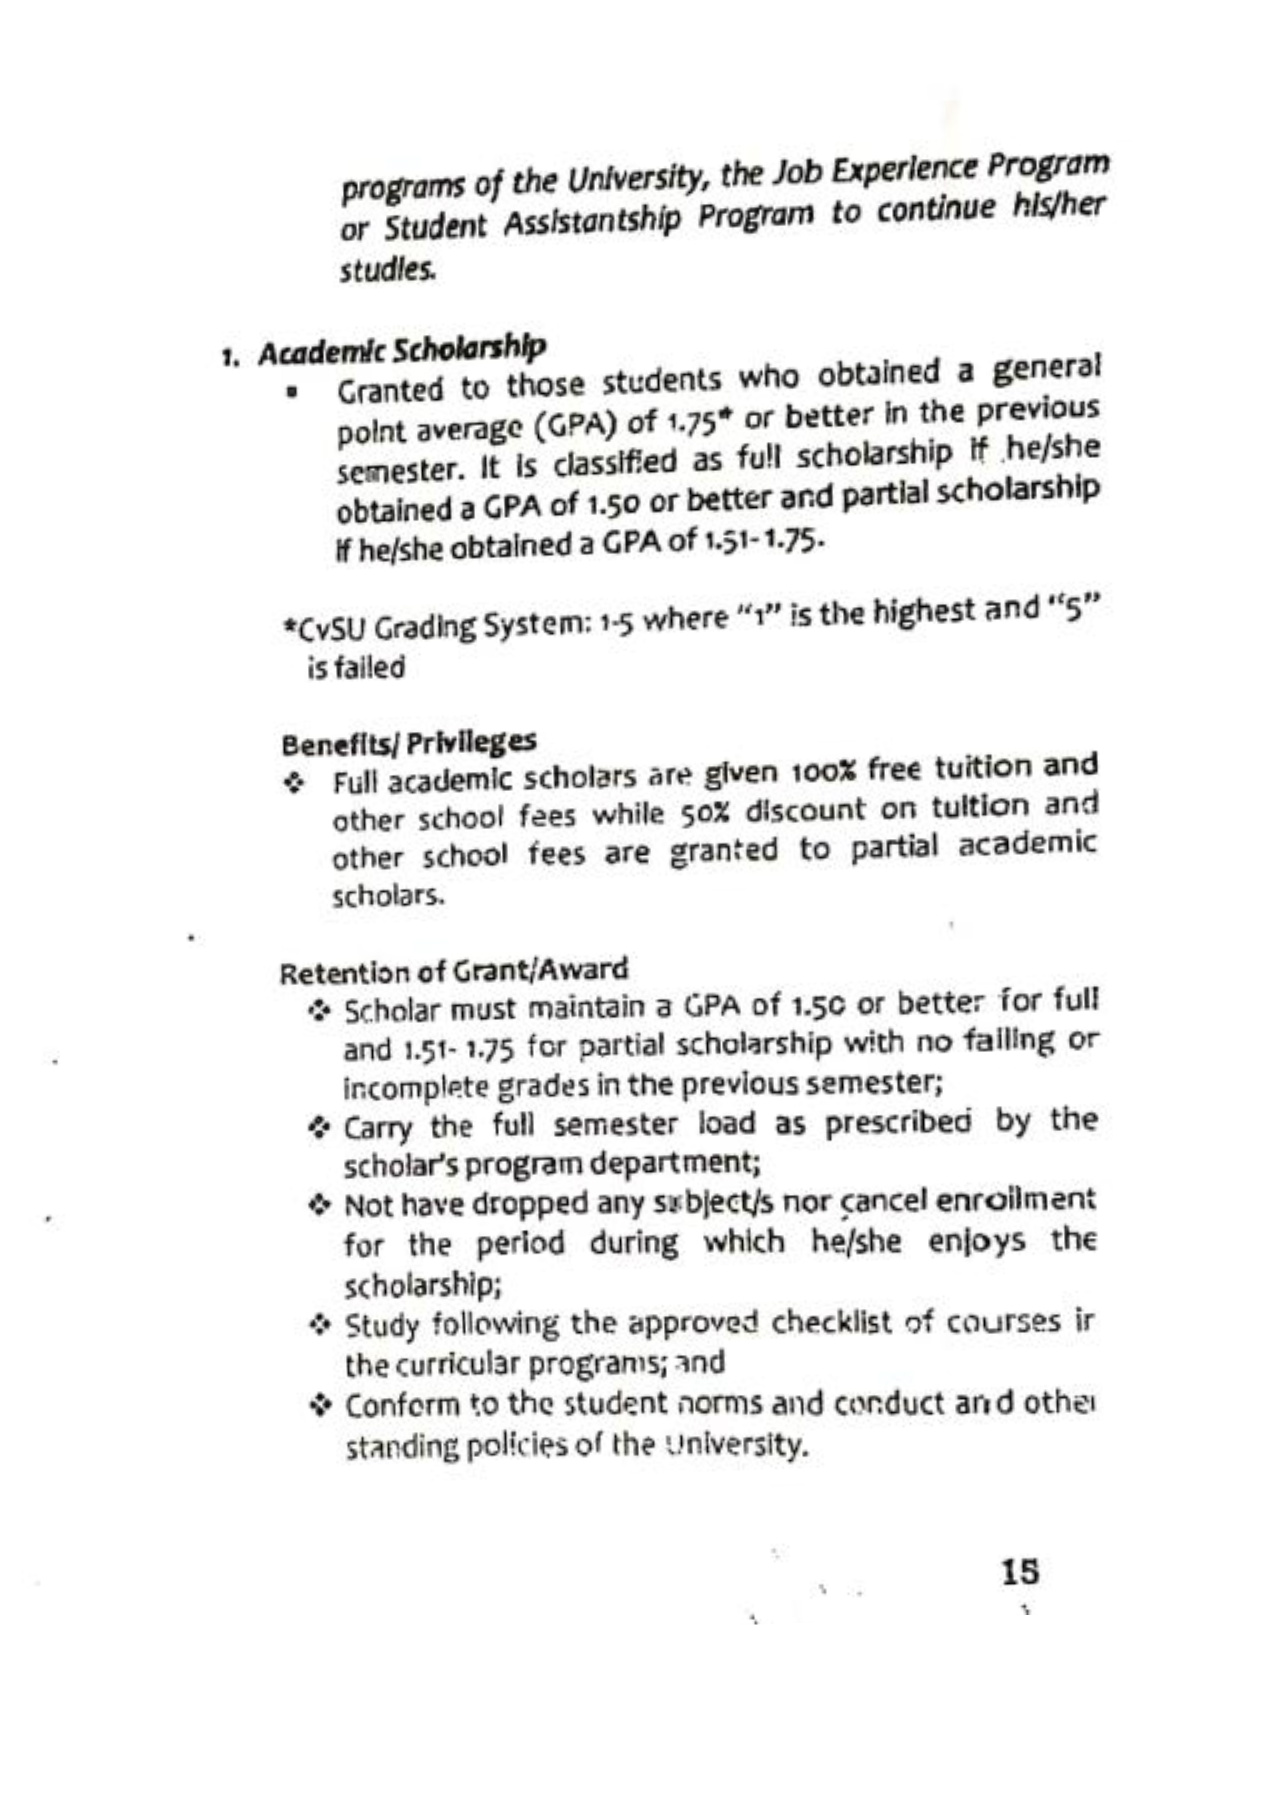 programs of the University, the Job Experience Program
or Student Assistantship Program to continue his/her
studies.
1. Academic Scholarship
▪ Granted to those students who obtained a general
point average (GPA) of 1.75* or better in the previous
semester. It is classified as full scholarship if he/she
obtained a GPA of 1.50 or better and partial scholarship
if he/she obtained a GPA of 1.51-1.75.
*CvSU Grading System: 1-5 where "1" is the highest and "5"
is failed
Benefits/ Privileges
❖ Full academic scholars are given 100% free tuition and
other school fees while 50% discount on tuition and
other school fees are granted to partial academic
scholars.
Retention of Grant/Award
❖ Scholar must maintain a GPA of 1.50 or better for full
and 1.51- 1.75 for partial scholarship with no failing or
incomplete grades in the previous semester;
❖ Carry the full semester load as prescribed by the
scholar's program department;
❖ Not have dropped any subject/s nor cancel enrollment
for the period during which he/she enjoys the
scholarship;
❖ Study following the approved checklist of courses in
the curricular programs; and
❖ Conform to the student norms and conduct and other
standing policies of the University.
15